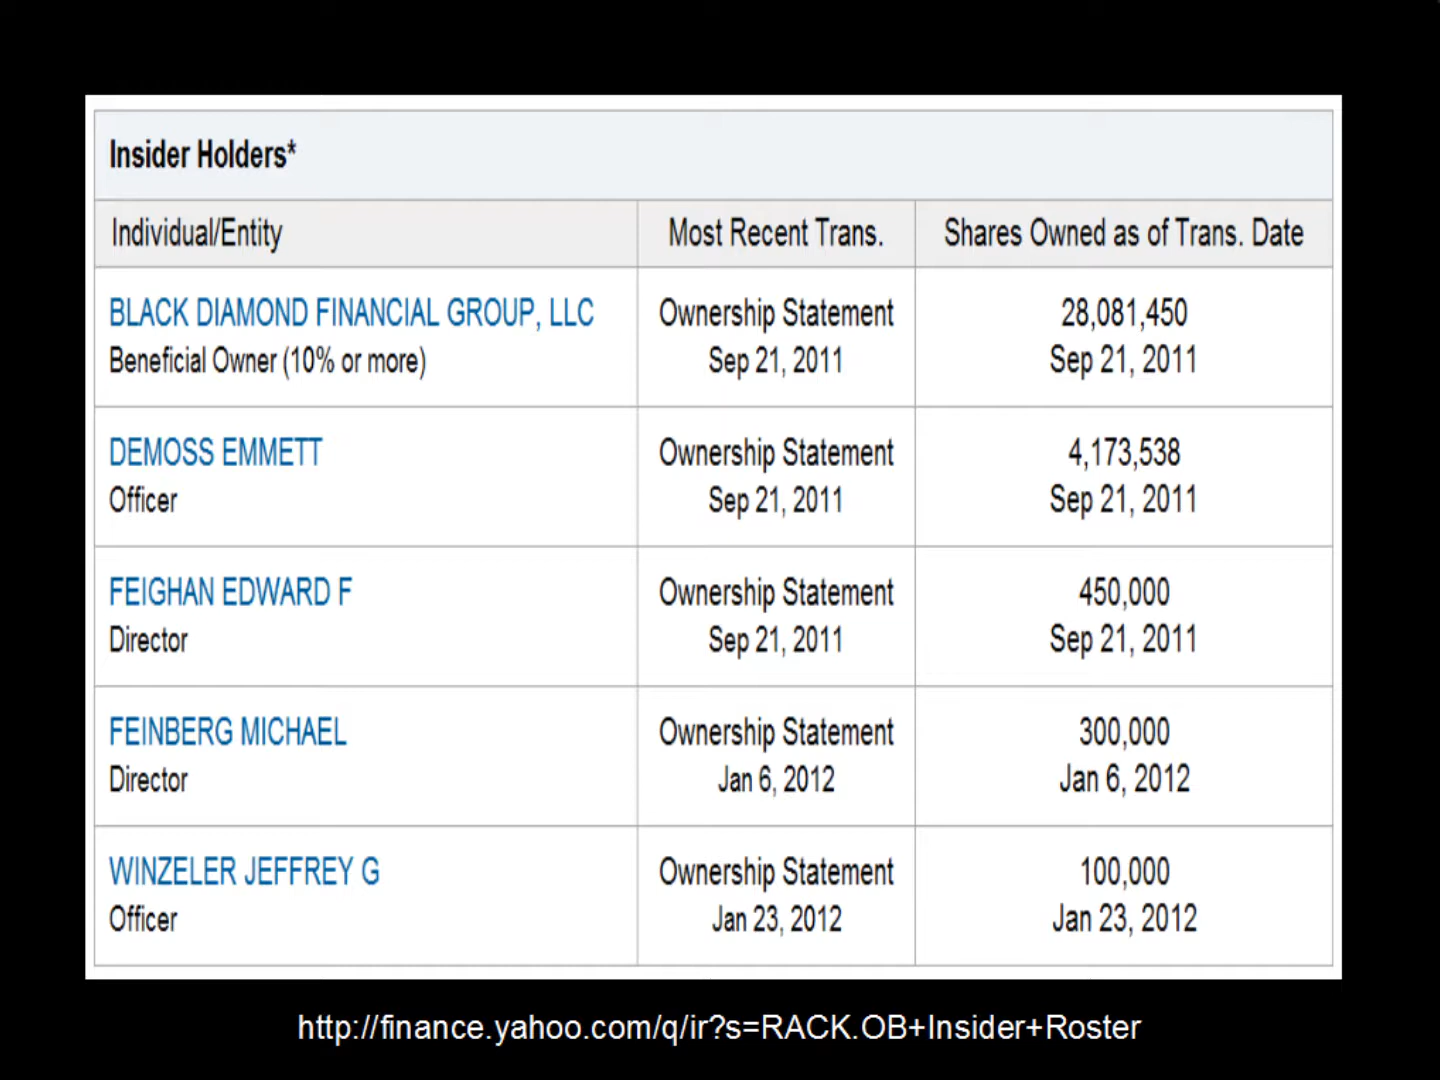 Insider Holders*
Individual/Entity Most Recent Trans. Shares Owned as of Trans. Date
BLACK DIAMOND FINANCIAL GROUP, LLC Ownership Statement 28,081,450
Beneficial Owner (10% or more) Sep 21, 2011 Sep 21, 2011
DEMOSS EMMETT Ownership Statement 4,173,538
Officer Sep 21, 2011 Sep 21, 2011
FEIGHAN EDWARD F Ownership Statement 450,000
Director Sep 21, 2011 Sep 21, 2011
FEINBERG MICHAEL Ownership Statement 300,000
Director Jan 6, 2012 Jan 6, 2012
WINZELER JEFFREY G Ownership Statement 100,000
Officer Jan 23, 2012 Jan 23, 2012
http://finance.yahoo.com/q/ir?s=RACK.OB+Insider+Roster